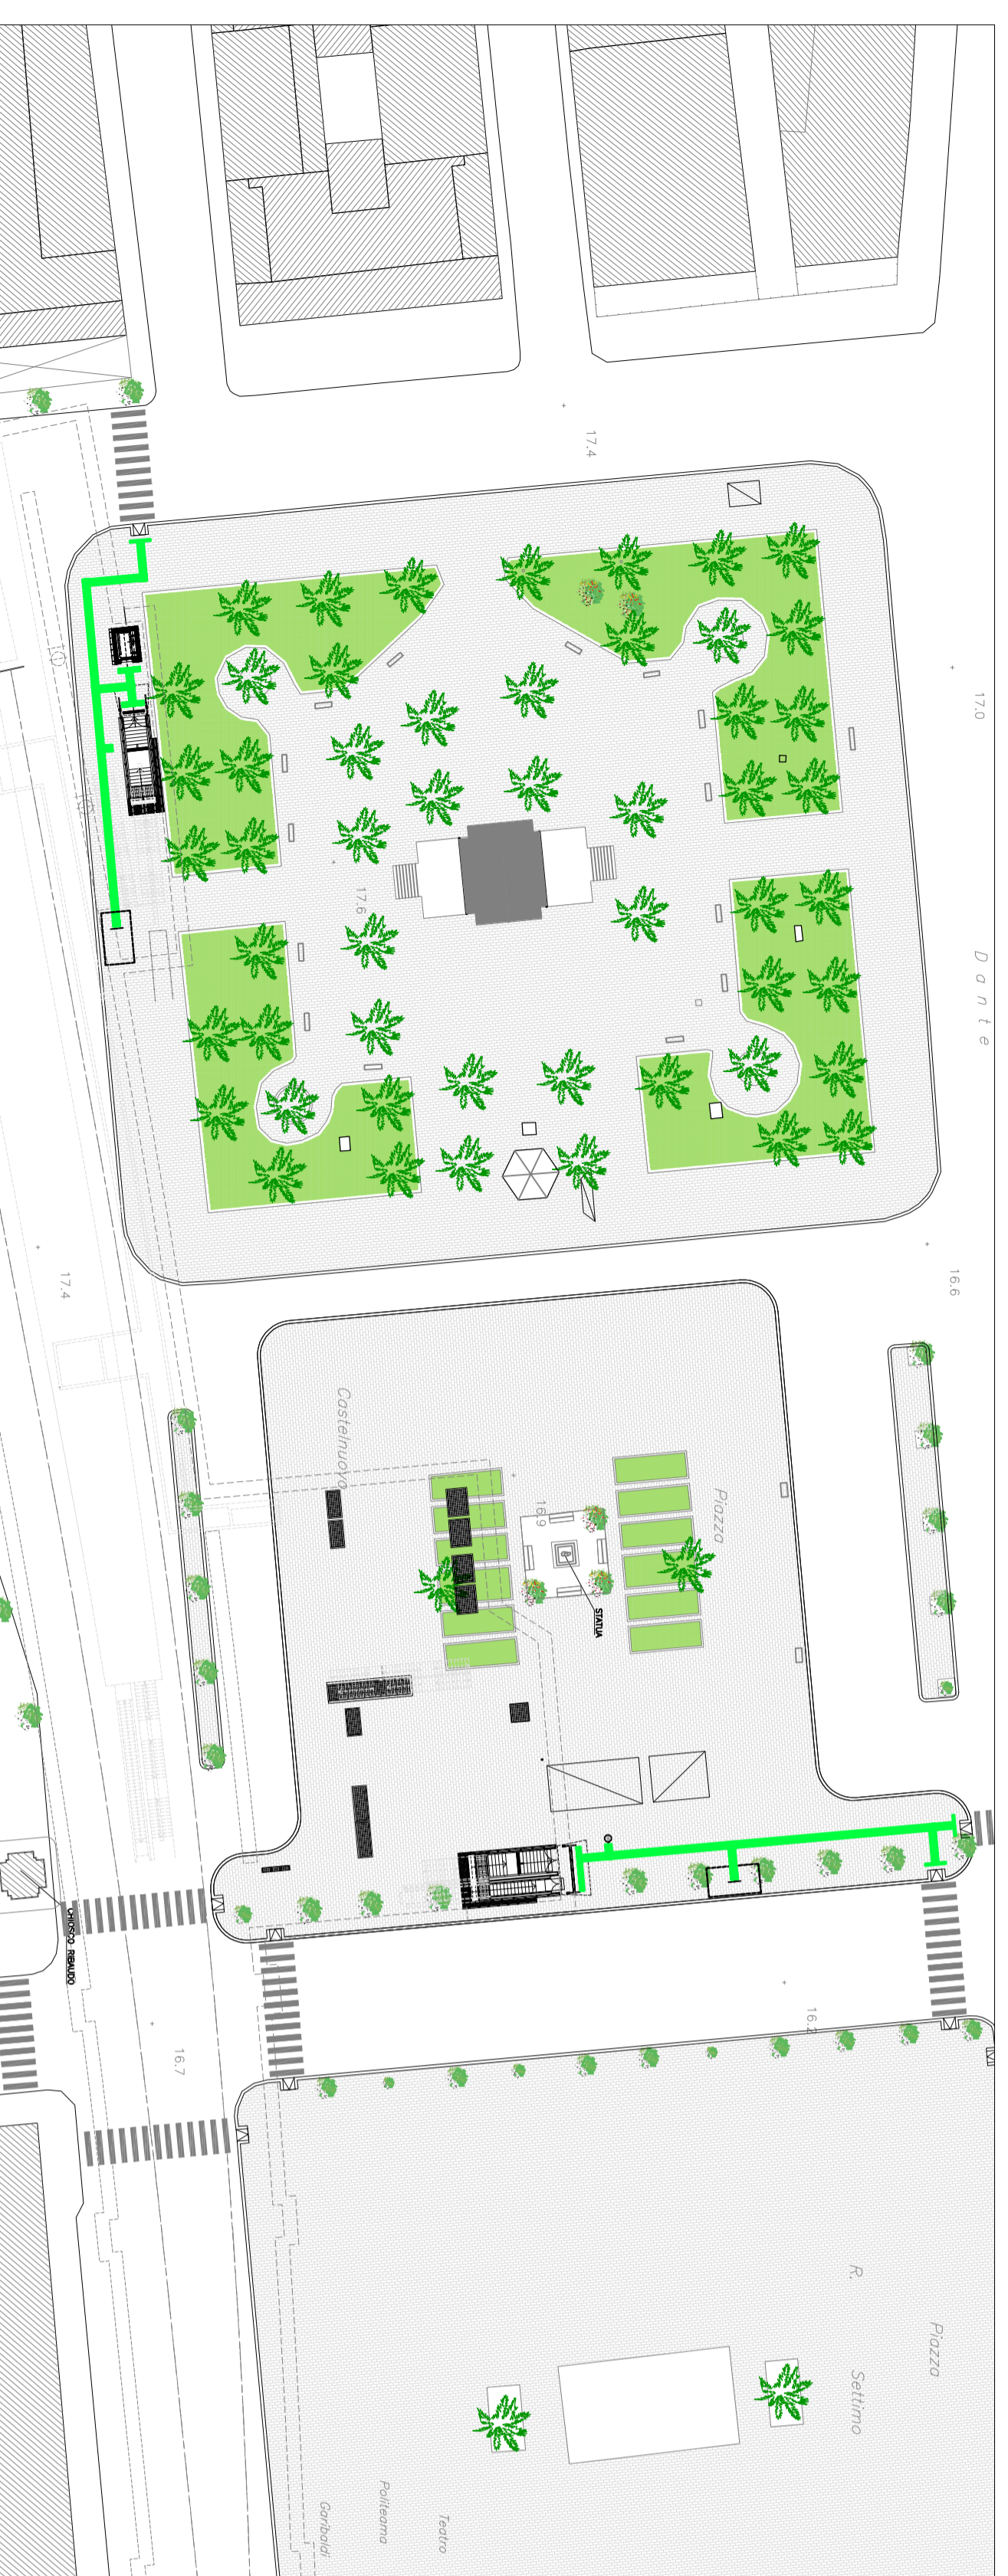 17.4
17.0
Dante
17.6
16.6
17.4
Castelnuovo
Piazza
16.9
STATUA
CHIOSCO RIBAUDO
16.2
16.7
R.
Settimo
Piazza
Teatro
Politeama
Garibaldi